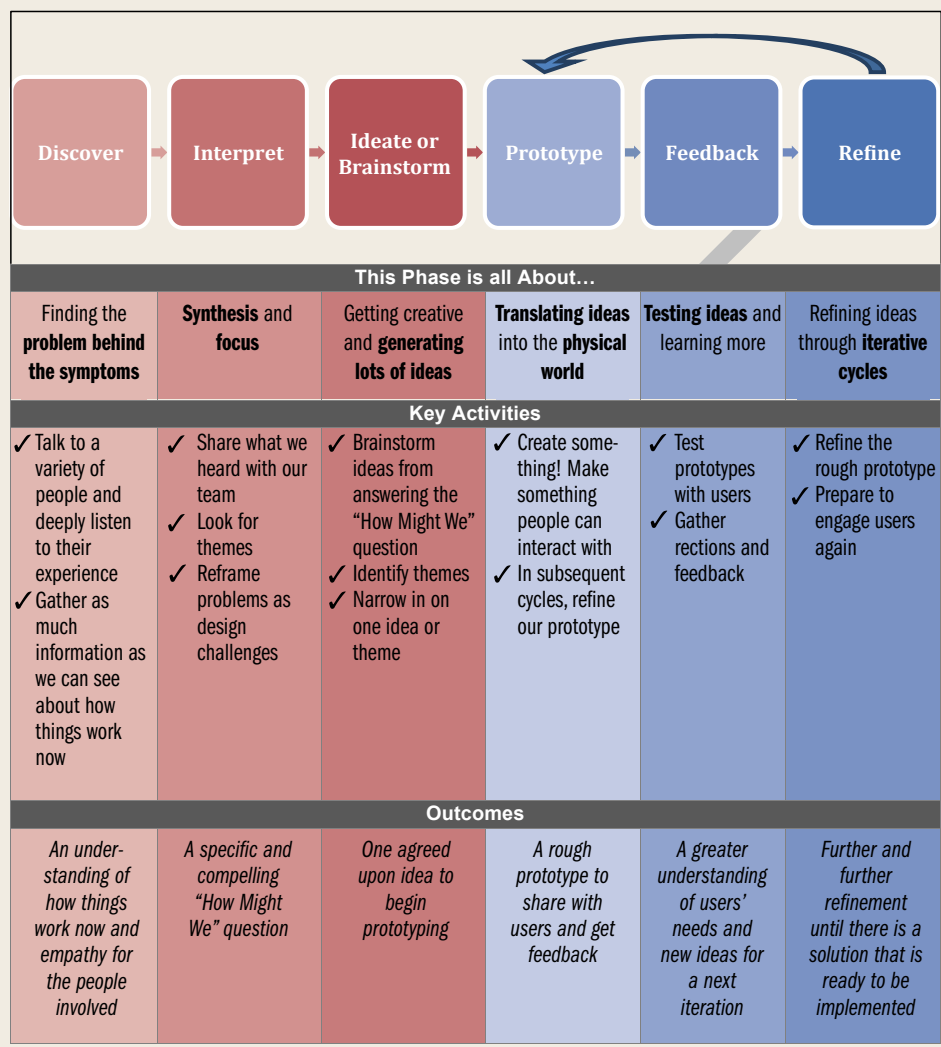 Discover
Interpret
Ideate or
Brainstorm
Prototype
Feedback
Refine
This Phase is all About…
Finding the
problem behind
the symptoms
Synthesis and
focus
Getting creative
and generating
lots of ideas
Translating ideas
into the physical
world
Testing ideas and
learning more
Refining ideas
through iterative
cycles
Key Activities
✓ Talk to a
variety of
people and
deeply listen
to their
experience
✓ Gather as
much
information as
we can see
about how
things work
now
✓ Share what we
heard with our
team
✓ Look for
themes
✓ Reframe
problems as
design
challenges
✓ Brainstorm
ideas from
answering the
“How Might We”
question
✓ Identify themes
✓ Narrow in on
one idea or
theme
✓ Create some-
thing! Make
something
people can
interact with
✓ In subsequent
cycles, refine
our prototype
✓ Test
prototypes
with users
✓ Gather
rections and
feedback
✓ Refine the
rough prototype
✓ Prepare to
engage users
again
Outcomes
An under-
standing of
how things
work now and
empathy for
the people
involved
A specific and
compelling
“How Might
We” question
One agreed
upon idea to
begin
prototyping
A rough
prototype to
share with
users and get
feedback
A greater
understanding
of users’
needs and
new ideas for
a next
iteration
Further and
further
refinement
until there is a
solution that is
ready to be
implemented